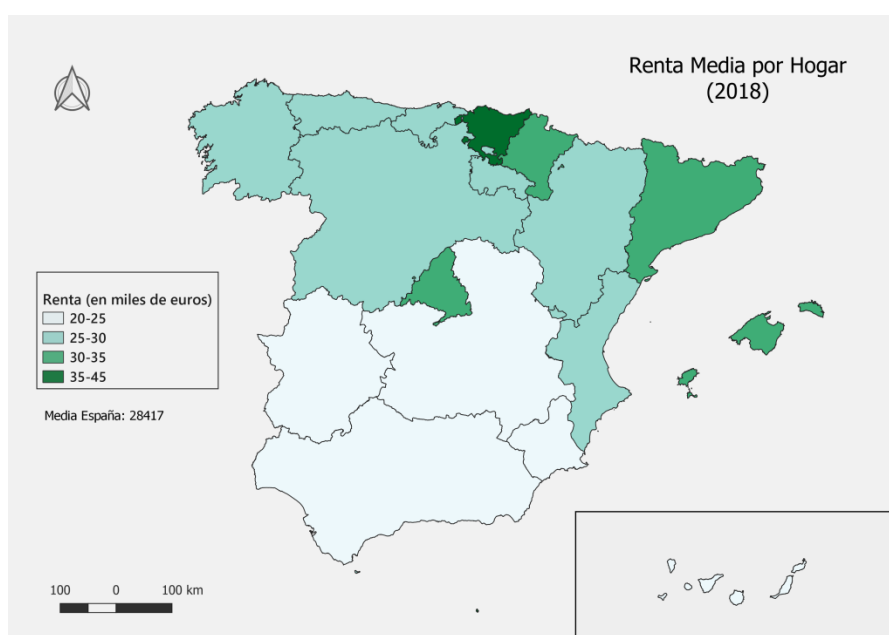 Renta Media por Hogar
(2018)
Renta (en miles de euros)
20-25
25-30
30-35
35-45
Media España: 28417
100 0 100 km